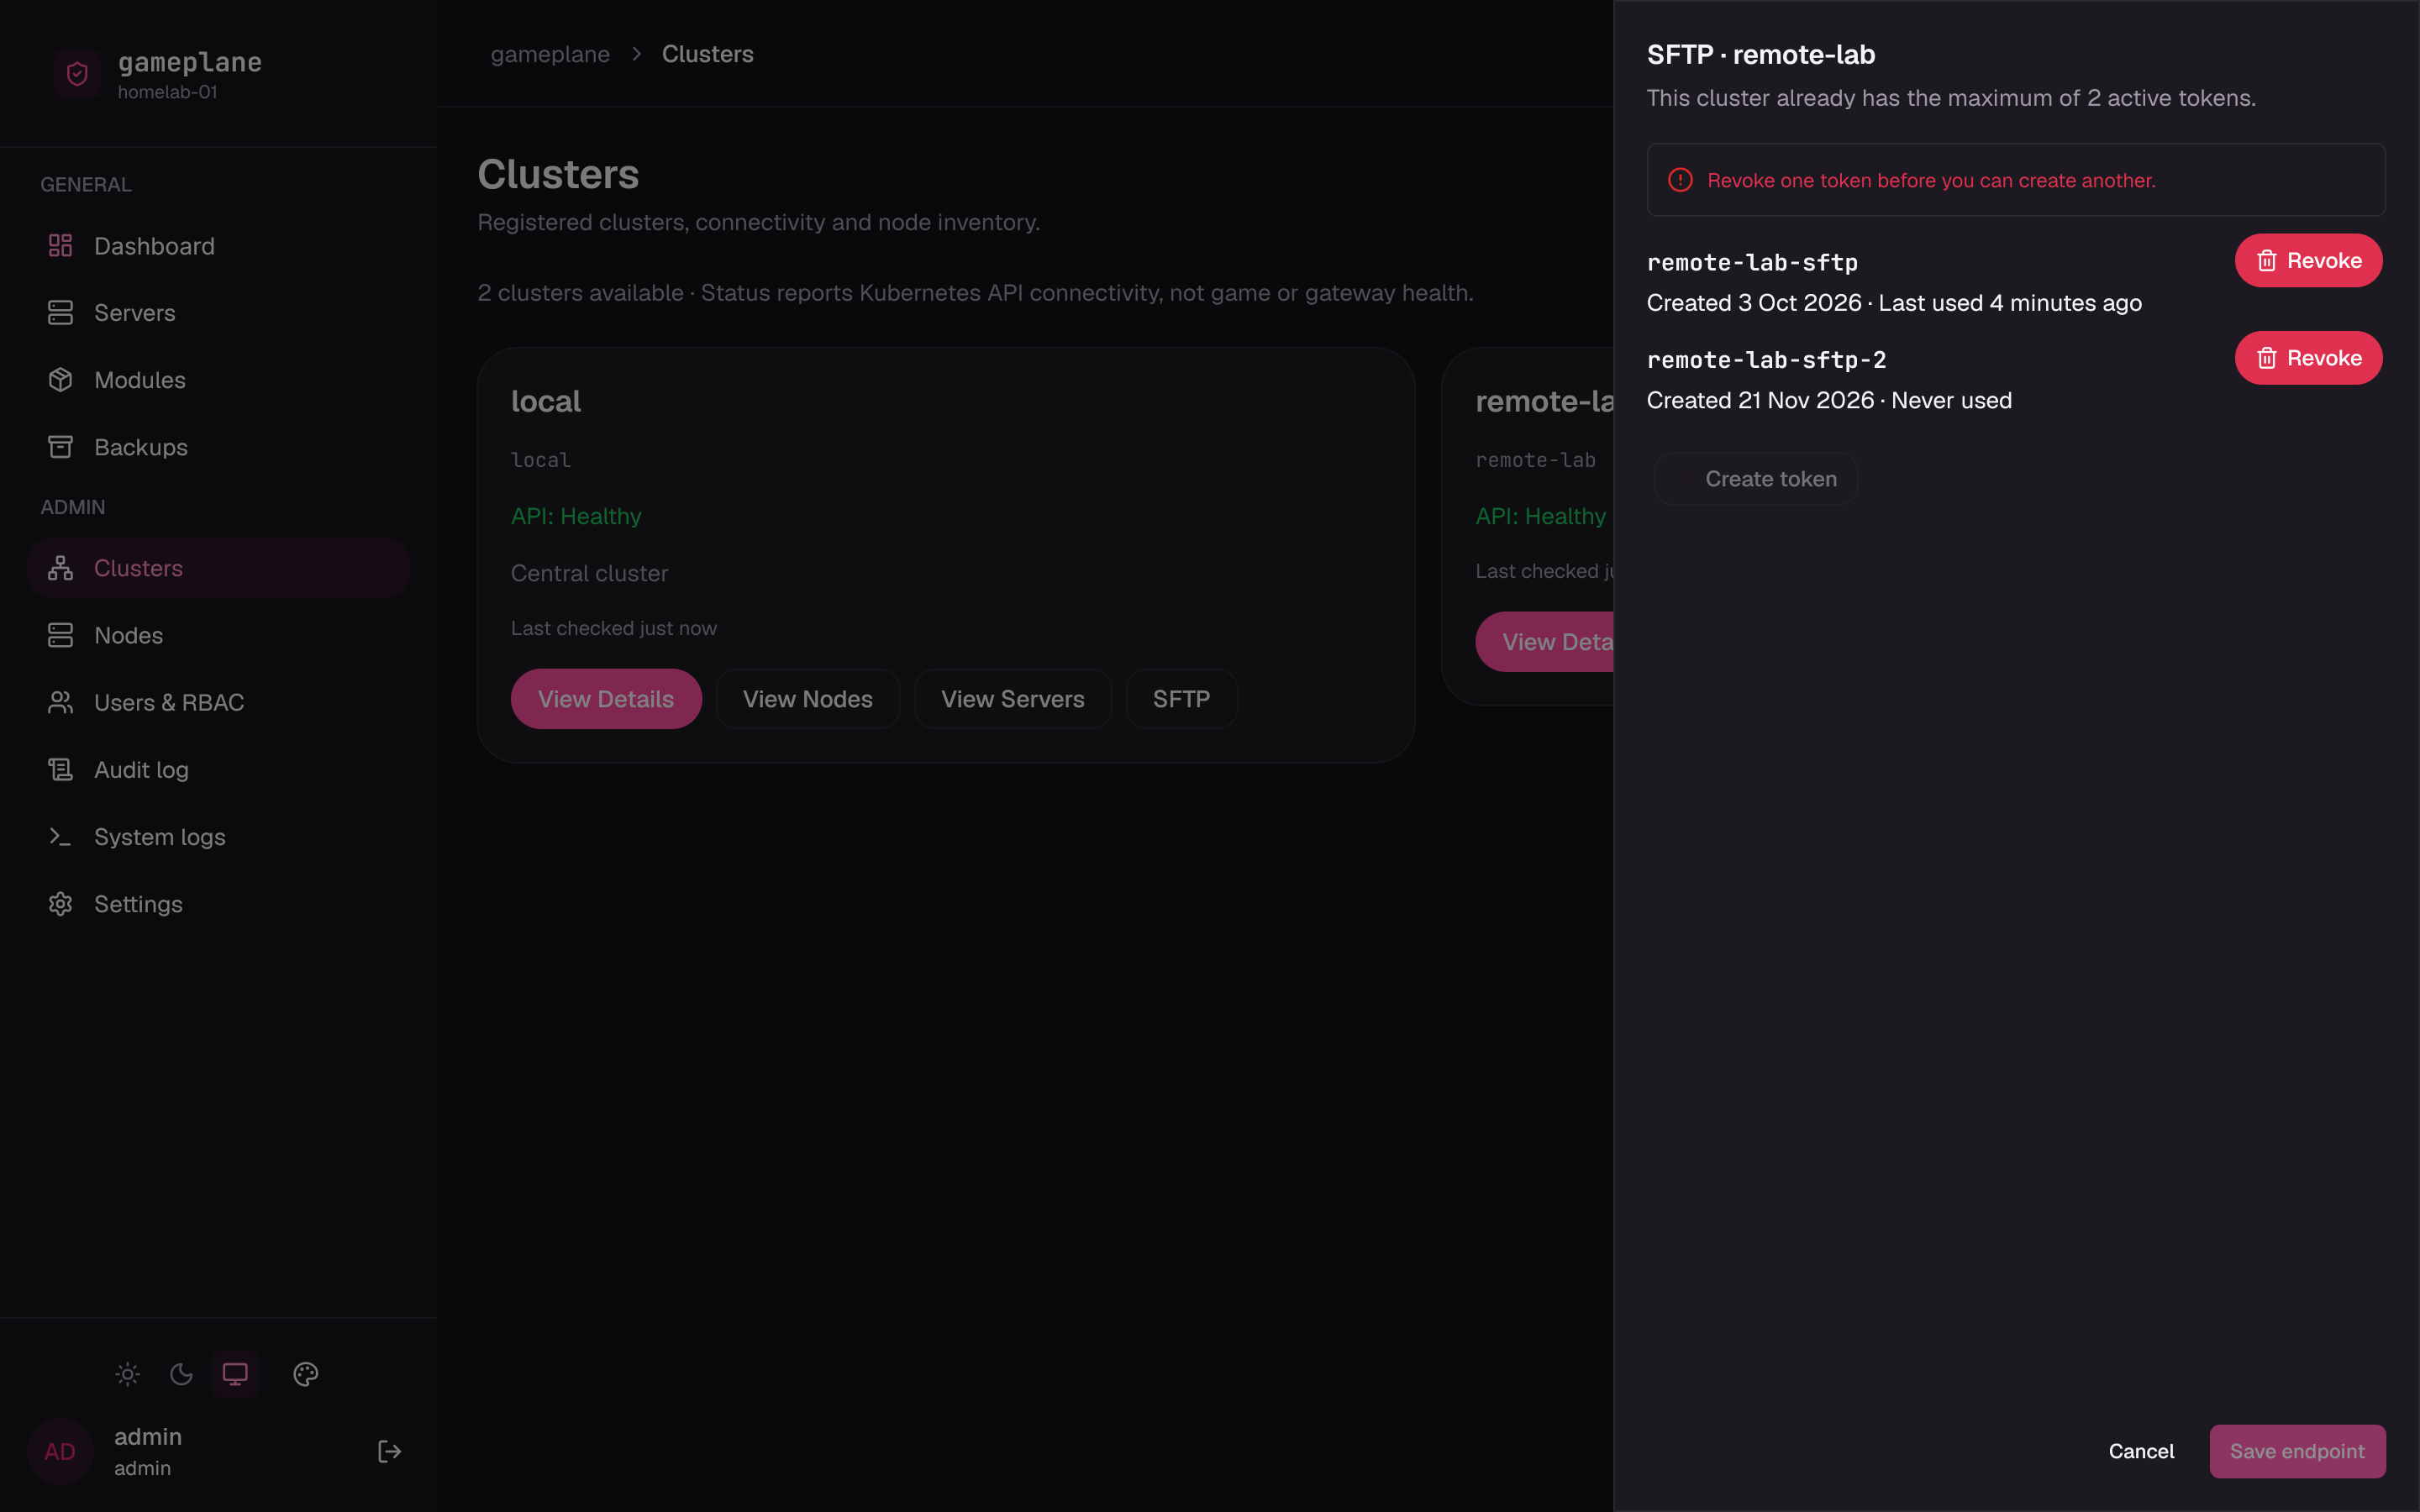 gameplane
homelab-01
GENERAL
Dashboard
Servers
Modules
Backups
ADMIN
Clusters
Nodes
Users & RBAC
Audit log
System logs
Settings
AD
admin
admin
gameplane > Clusters
Clusters
Registered clusters, connectivity and node inventory.
2 clusters available · Status reports Kubernetes API connectivity, not game or gateway health.
local
local
API: Healthy
Central cluster
Last checked just now
View Details
View Nodes
View Servers
SFTP
remote-la
remote-lab
API: Healthy
Last checked ju
View Deta
SFTP · remote-lab
This cluster already has the maximum of 2 active tokens.
Revoke one token before you can create another.
remote-lab-sftp
Revoke
Created 3 Oct 2026 · Last used 4 minutes ago
remote-lab-sftp-2
Revoke
Created 21 Nov 2026 · Never used
Create token
Cancel
Save endpoint